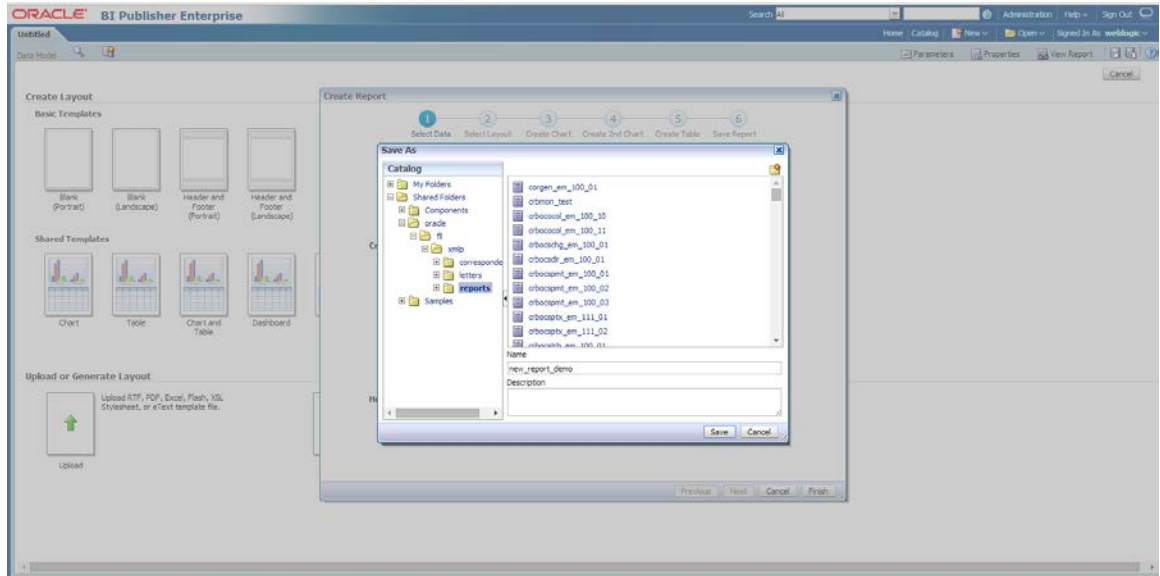 ORACLE BI Publisher Enterprise Search All Administration Help Sign Out
Untitled Home Catalog New Open Signed In As weblogic
Data Model Parameters Properties View Report
Cancel
Create Layout
Basic Templates
Blank (Portrait)
Blank (Landscape)
Header and Footer (Portrait)
Header and Footer (Landscape)
Shared Templates
Chart
Table
Chart and Table
Dashboard
Upload or Generate Layout
Upload RTF, PDF, Excel, Flash, XSL
Stylesheet, or eText template file.
Upload
Create Report
1 2 3 4 5 6
Select Data Select Layout Create Chart Create 2nd Chart Create Table Save Report
Save As
Catalog
My Folders
Shared Folders
Components
oracle
fl
xmlp
corresponde
letters
reports
Samples
corgen_em_100_01
crbmon_test
crbococol_em_100_10
crbococol_em_100_11
crbocschg_em_100_01
crbocsdr_em_100_01
crbocspmt_em_100_01
crbocspmt_em_100_02
crbocspmt_em_100_03
crbocsptx_em_111_01
crbocsptx_em_111_02
Name
new_report_demo
Description
Save Cancel
Previous Next Cancel Finish